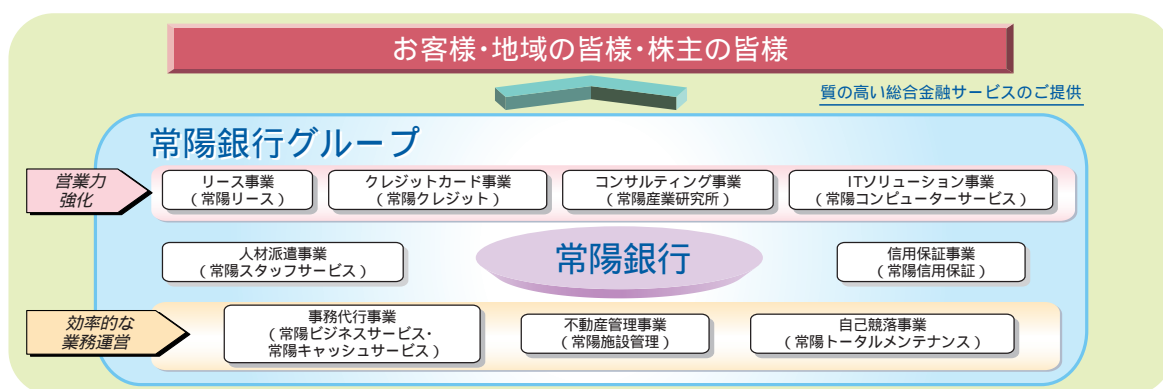 お客様・地域の皆様・株主の皆様
質の高い総合金融サービスのご提供
常陽銀行グループ
営業力
強化
リース事業
(常陽リース)
クレジットカード事業
(常陽クレジット)
コンサルティング事業
(常陽産業研究所)
ITソリューション事業
(常陽コンピューターサービス)
人材派遣事業
(常陽スタッフサービス)
常陽銀行
信用保証事業
(常陽信用保証)
効率的な
業務運営
事務代行事業
(常陽ビジネスサービス・
常陽キャッシュサービス)
不動産管理事業
(常陽施設管理)
自己競落事業
(常陽トータルメンテナンス)